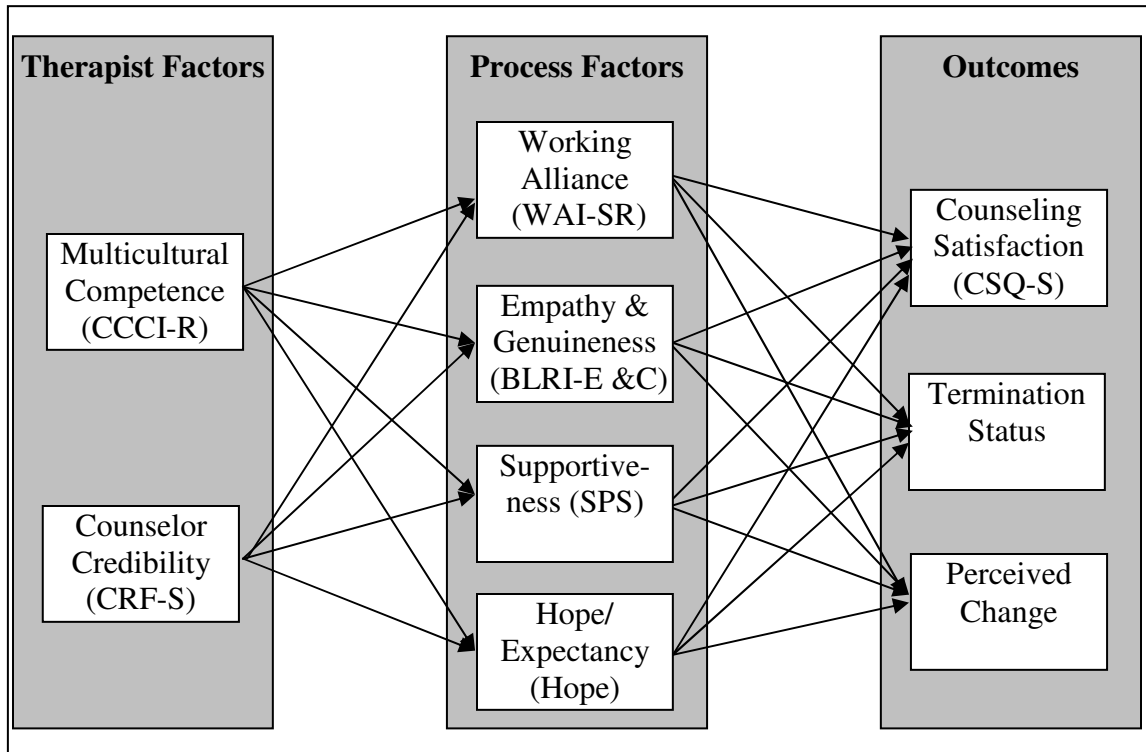 Therapist Factors
Multicultural
Competence
(CCCI-R)
Counselor
Credibility
(CRF-S)
Process Factors
Working
Alliance
(WAI-SR)
Empathy &
Genuineness
(BLRI-E &C)
Supportive-
ness (SPS)
Hope/
Expectancy
(Hope)
Outcomes
Counseling
Satisfaction
(CSQ-S)
Termination
Status
Perceived
Change